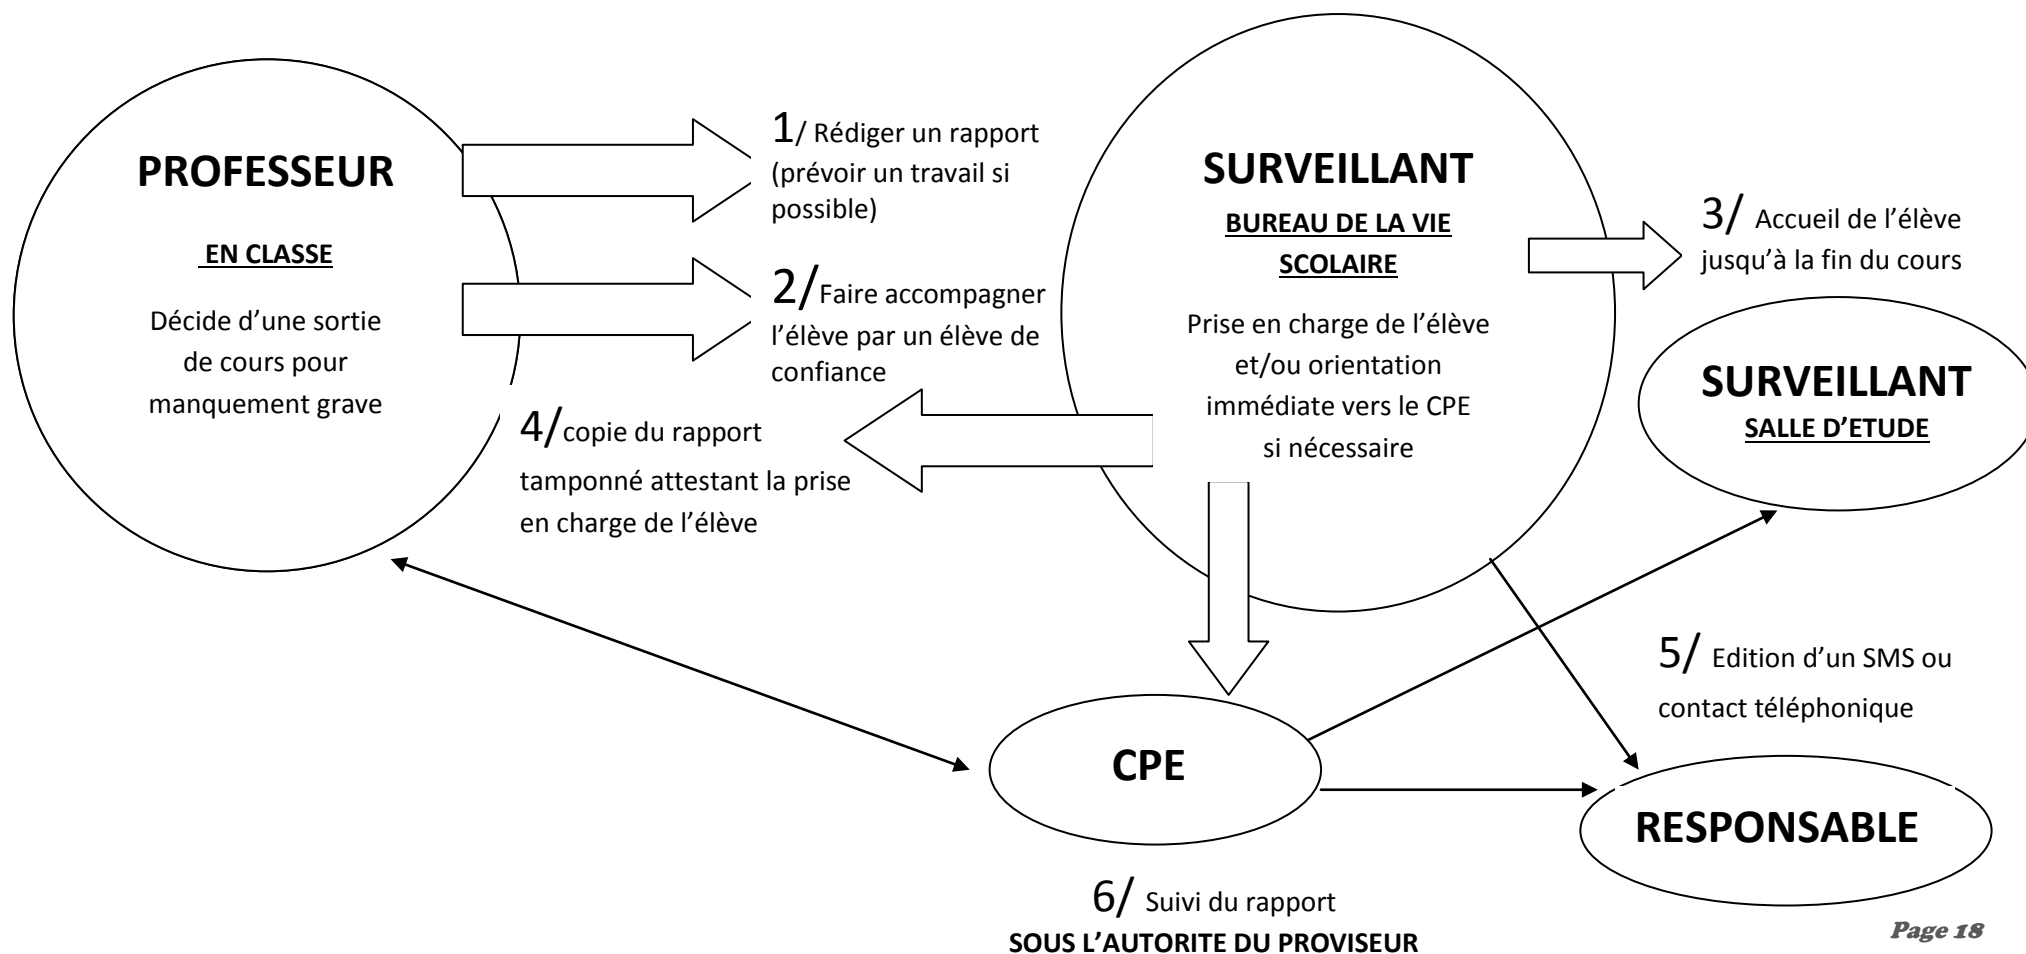 PROFESSEUR
EN CLASSE
Décide d’une sortie
de cours pour
manquement grave
1/ Rédiger un rapport
(prévoir un travail si
possible)
2/Faire accompagner
l’élève par un élève de
confiance
4/copie du rapport
tamponné attestant la prise
en charge de l’élève
SURVEILLANT
BUREAU DE LA VIE
SCOLAIRE
Prise en charge de l’élève
et/ou orientation
immédiate vers le CPE
si nécessaire
3/ Accueil de l’élève
jusqu’à la fin du cours
SURVEILLANT
SALLE D’ETUDE
5/ Edition d’un SMS ou
contact téléphonique
CPE
RESPONSABLE
6/ Suivi du rapport
SOUS L’AUTORITE DU PROVISEUR
Page 18